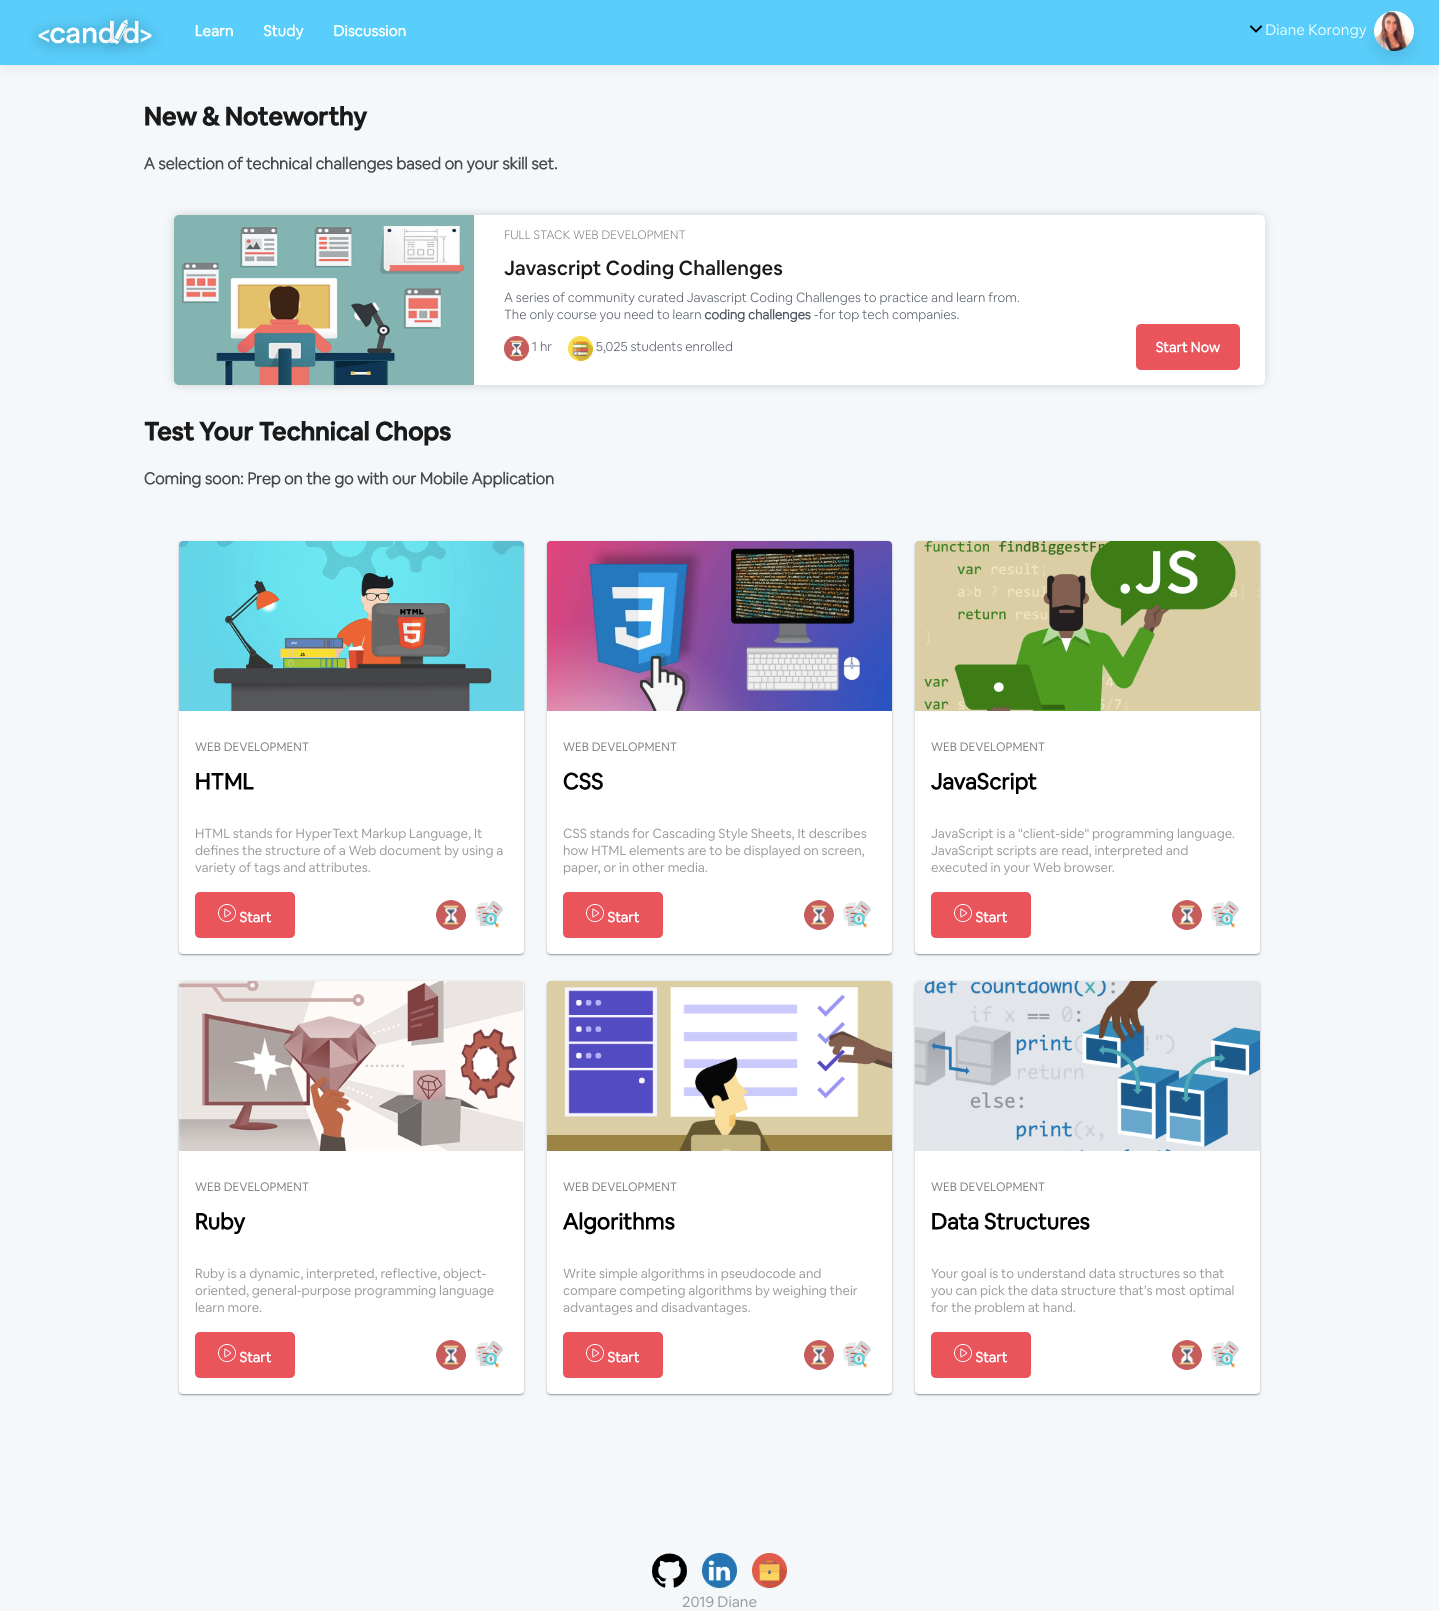 <cand/d>
Learn
Study
Discussion
Diane Korongy
New & Noteworthy
A selection of technical challenges based on your skill set.
FULL STACK WEB DEVELOPMENT
Javascript Coding Challenges
A series of community curated Javascript Coding Challenges to practice and learn from.
The only course you need to learn coding challenges -for top tech companies.
1 hr
5,025 students enrolled
Start Now
Test Your Technical Chops
Coming soon: Prep on the go with our Mobile Application
HTML
5
JS
3
function findBiggestFr
var result;
a>b ? resu
return resu
}
var
var
/7;
.JS
WEB DEVELOPMENT
HTML
HTML stands for HyperText Markup Language, It
defines the structure of a Web document by using a
variety of tags and attributes.
Start
WEB DEVELOPMENT
CSS
CSS stands for Cascading Style Sheets, It describes
how HTML elements are to be displayed on screen,
paper, or in other media.
Start
WEB DEVELOPMENT
JavaScript
JavaScript is a "client-side" programming language.
JavaScript scripts are read, interpreted and
executed in your Web browser.
Start
def countdown(x):
if x == 0:
print( !")
return
else:
print(x,
WEB DEVELOPMENT
Ruby
Ruby is a dynamic, interpreted, reflective, object-
oriented, general-purpose programming language
learn more.
Start
WEB DEVELOPMENT
Algorithms
Write simple algorithms in pseudocode and
compare competing algorithms by weighing their
advantages and disadvantages.
Start
WEB DEVELOPMENT
Data Structures
Your goal is to understand data structures so that
you can pick the data structure that's most optimal
for the problem at hand.
Start
in
2019 Diane